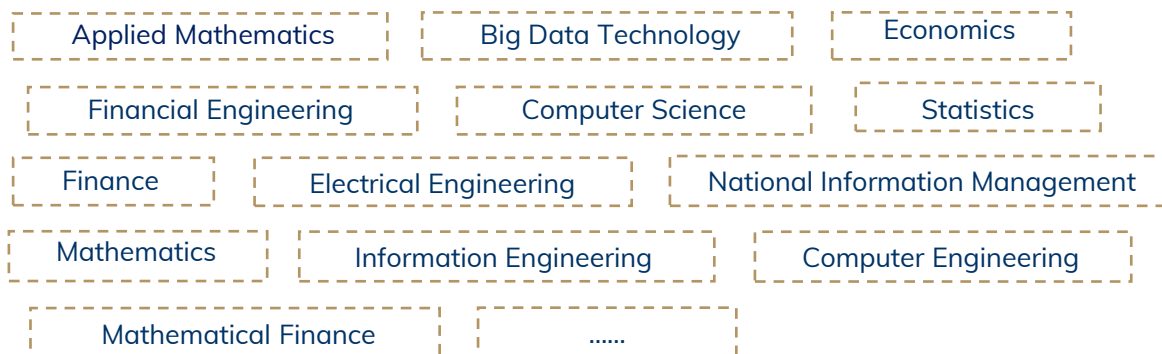 Applied Mathematics
Big Data Technology
Economics
Financial Engineering
Computer Science
Statistics
Finance
Electrical Engineering
National Information Management
Mathematics
Information Engineering
Computer Engineering
Mathematical Finance
......